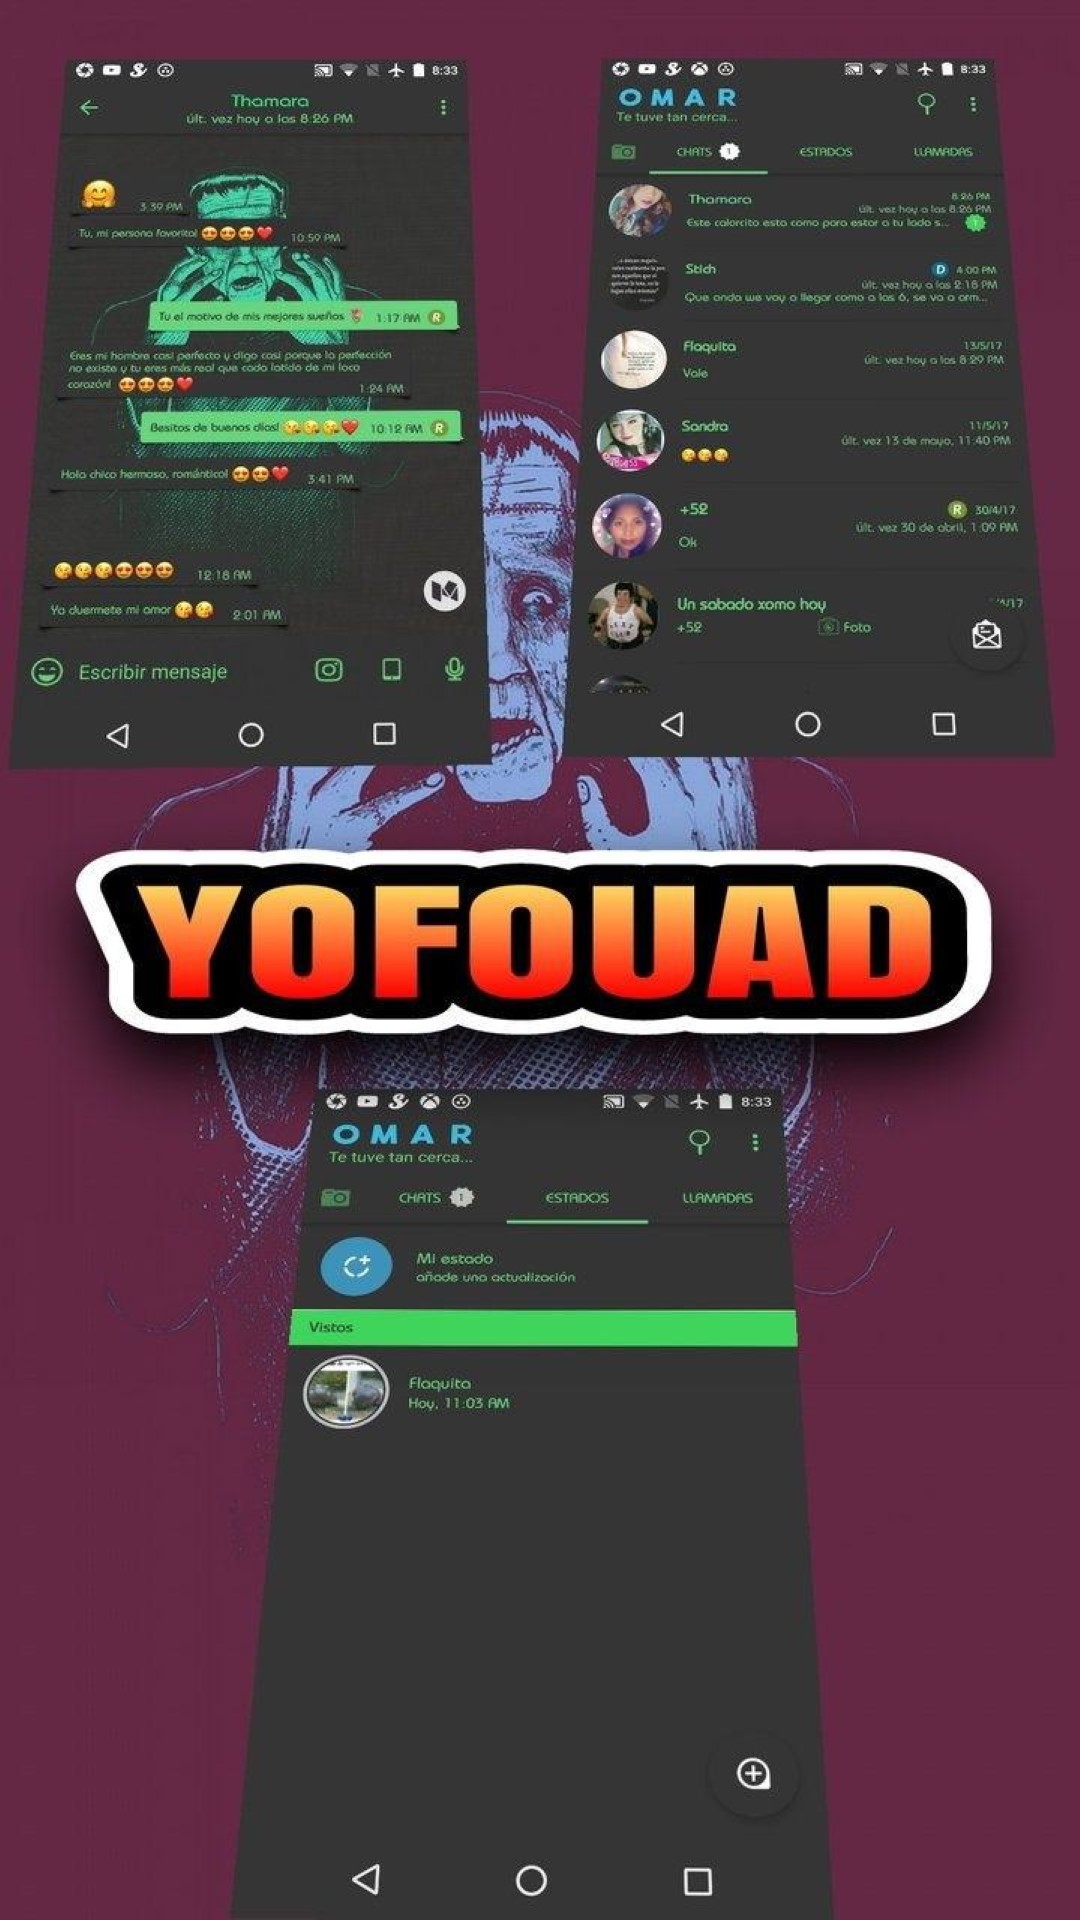 8:33
Thamara
últ. vez hoy a las 8:26 PM
3:39 PM
Tu, mi persona favorita! 😍😍😍❤️ 10:59 PM
Tu el motivo de mis mejores sueños 1:17 AM R
Eres mi hombre casi perfecto y digo casi porque la perfección
no existe y tu eres más real que cada latido de mi loco
corazón! 😍😍😍❤️ 1:24 AM
Besitos de buenos días! 😘😘😘❤️ 10:12 AM R
Hola chico hermoso, romántico! 😍😍❤️ 3:41 PM
😘😘😘😍😍😍 12:18 AM
Ya duermete mi amor 😘😘 2:01 AM
Escribir mensaje
8:33
OMAR
Te tuve tan cerca...
CHATS 1 ESTADOS LLAMADAS
Thamara 8:26 PM
últ. vez hoy a las 8:26 PM
Este calorcito esta como para estar a tu lado s... 1
Stich D 4:00 PM
últ. vez hoy a las 2:18 PM
Que onda we voy a llegar como a las 6, se va a arm...
Flaquita 13/5/17
últ. vez hoy a las 8:29 PM
Vale
Sandra 11/5/17
últ. vez 13 de mayo, 11:40 PM
😘😘😘
+52 R 30/4/17
últ. vez 30 de abril, 1:09 AM
Ok
Un sabado xomo hoy
+52 Foto
YOFOUAD
8:33
OMAR
Te tuve tan cerca...
CHATS 1 ESTADOS LLAMADAS
Mi estado
añade una actualización
Vistos
Flaquita
Hoy, 11:03 AM